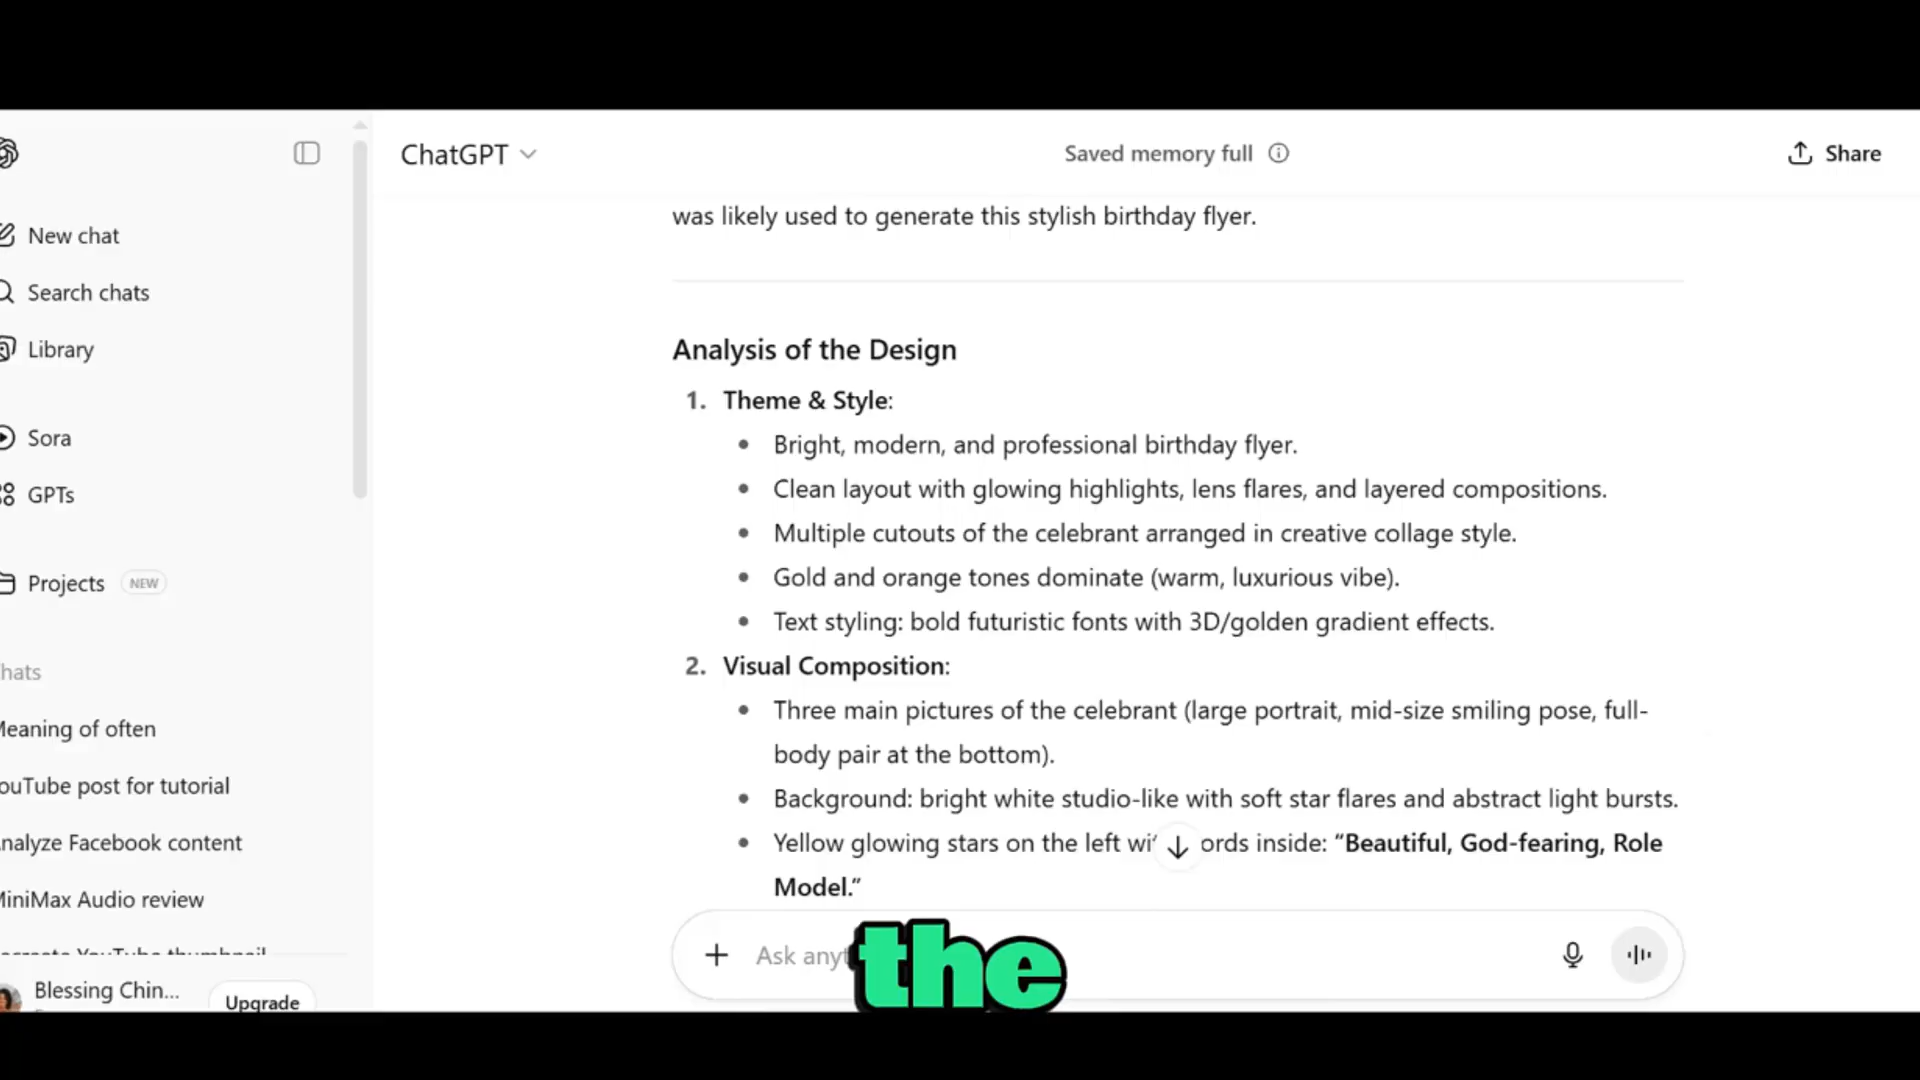 ChatGPT
Saved memory full
Share
New chat
Search chats
Library
Sora
GPTs
Projects NEW
hats
Meaning of often
ouTube post for tutorial
nalyze Facebook content
MiniMax Audio review
Blessing Chin...
Upgrade
was likely used to generate this stylish birthday flyer.
Analysis of the Design
1. Theme & Style:
• Bright, modern, and professional birthday flyer.
• Clean layout with glowing highlights, lens flares, and layered compositions.
• Multiple cutouts of the celebrant arranged in creative collage style.
• Gold and orange tones dominate (warm, luxurious vibe).
• Text styling: bold futuristic fonts with 3D/golden gradient effects.
2. Visual Composition:
• Three main pictures of the celebrant (large portrait, mid-size smiling pose, full-
body pair at the bottom).
• Background: bright white studio-like with soft star flares and abstract light bursts.
• Yellow glowing stars on the left wi ords inside: “Beautiful, God-fearing, Role
Model.”
Ask anyt
the